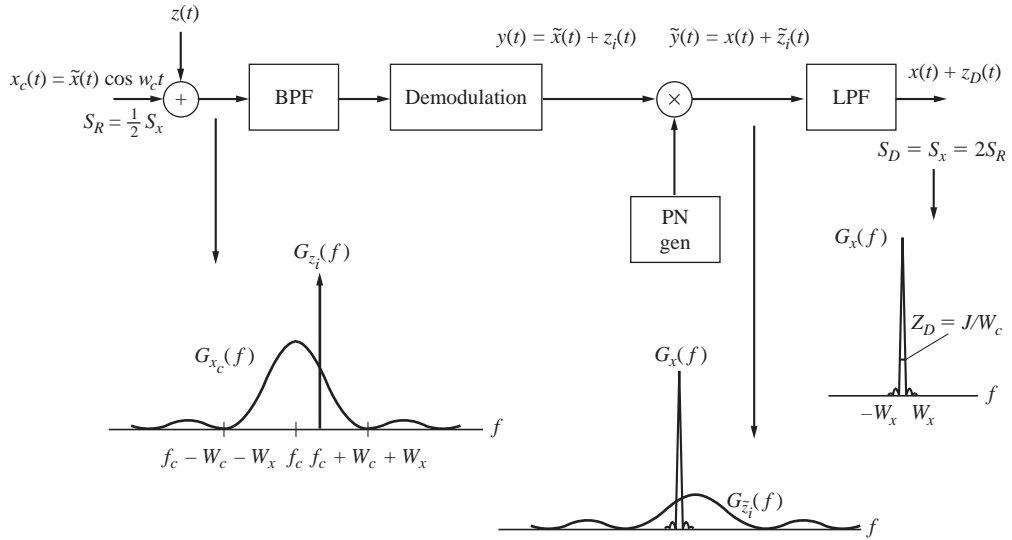 z(t)
y(t) = x̃(t) + z_i(t)
ỹ(t) = x(t) + z̃_i(t)
x_c(t) = x̃(t) cos w_c t
+
BPF
Demodulation
×
LPF
x(t) + z_D(t)
S_R = 1/2 S_x
S_D = S_x = 2S_R
PN
gen
G_{z_i}(f)
G_x(f)
Z_D = J/W_c
G_{x_c}(f)
G_x(f)
f
−W_x W_x
f
f_c − W_c − W_x f_c f_c + W_c + W_x
G_{z̃_i}(f)
f